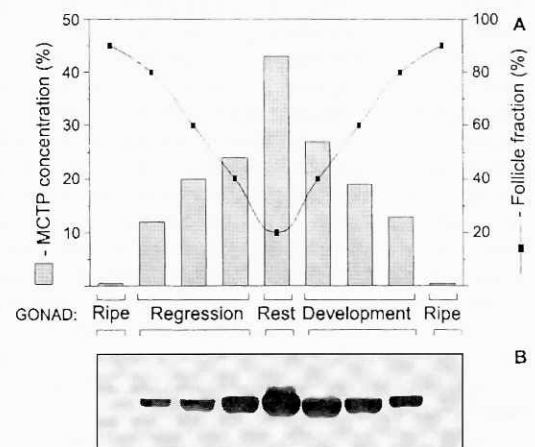 A
50
40
30
20
10
- MCTP concentration (%)
100
80
60
40
20
- Follicle fraction (%)
GONAD: Ripe Regression Rest Development Ripe
B